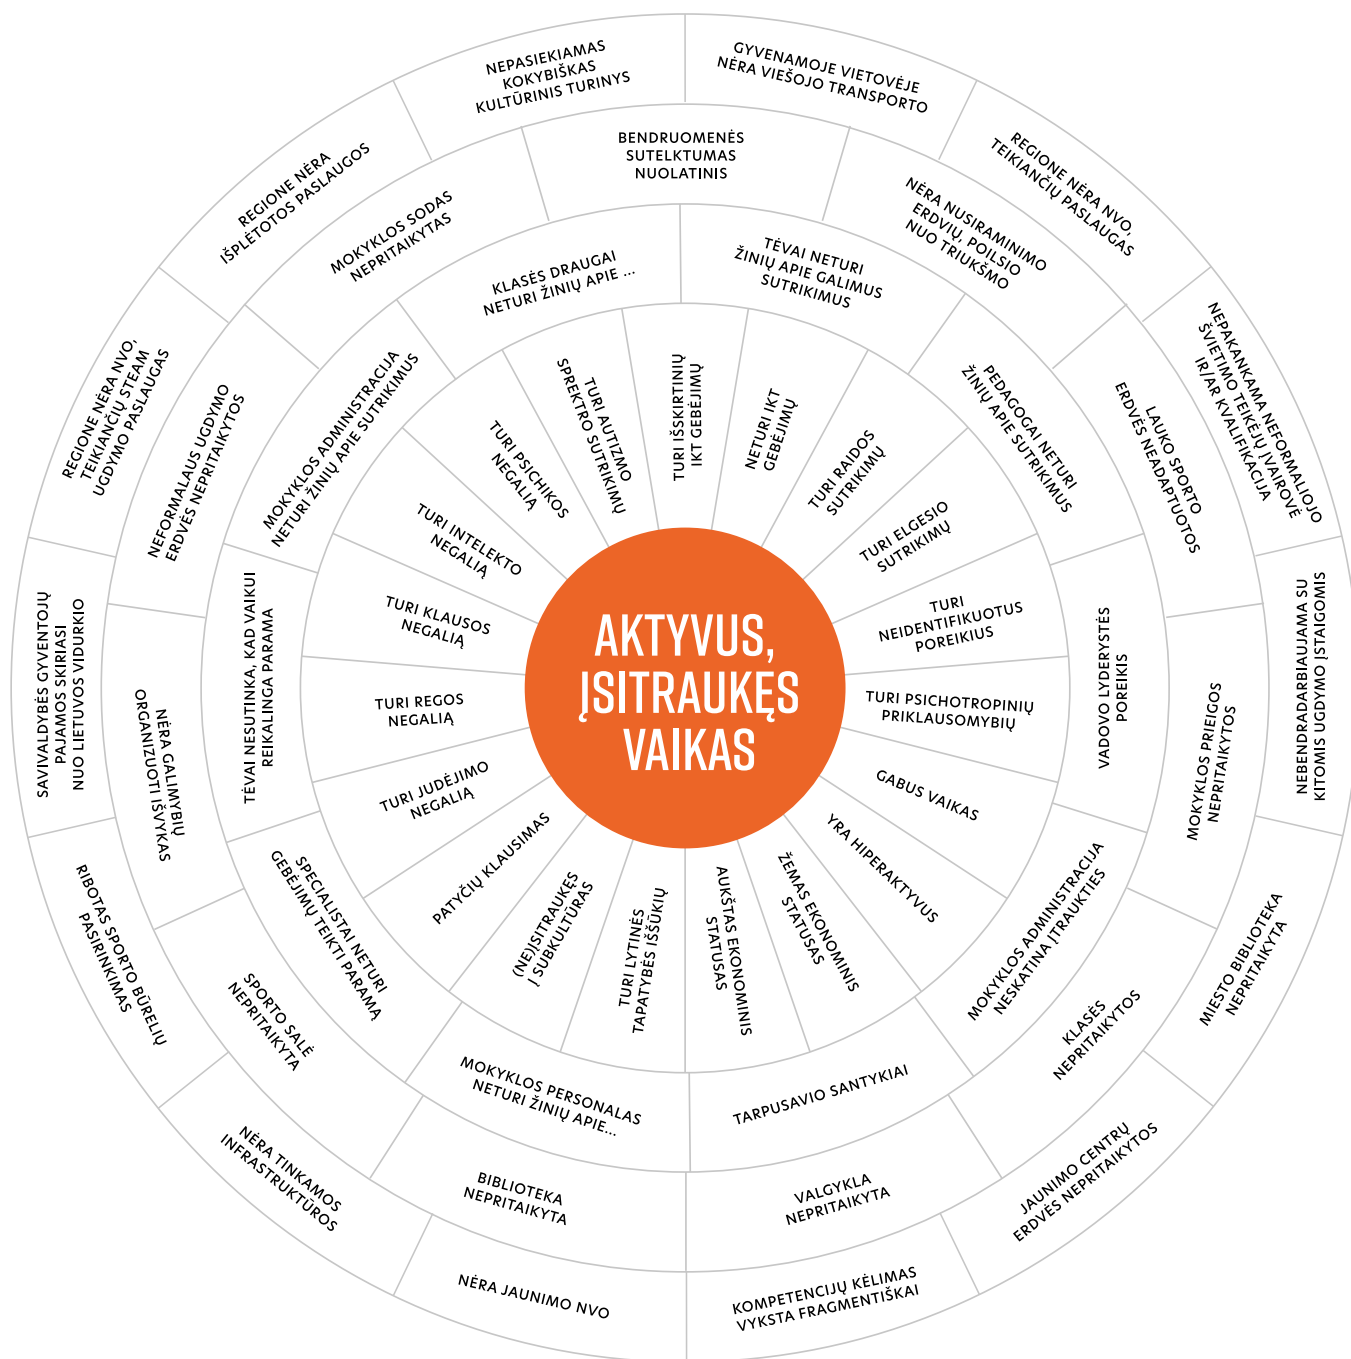 AKTYVUS,
ĮSITRAUKĘS
VAIKAS
TURI IŠSKIRTINIŲ
IKT GEBĖJIMŲ
NETURI IKT
GEBĖJIMŲ
TURI RAIDOS
SUTRIKIMŲ
TURI ELGESIO
SUTRIKIMŲ
TURI
NEIDENTIFIKUOTUS
POREIKIUS
TURI PSICHOTROPINIŲ
PRIKLAUSOMYBIŲ
GABUS VAIKAS
YRA HIPERAKTYVUS
ŽEMAS EKONOMINIS
STATUSAS
AUKŠTAS EKONOMINIS
STATUSAS
TURI LYTINĖS
TAPATYBĖS IŠŠŪKIŲ
(NE)ĮSITRAUKĘS
Į SUBKULTŪRAS
PATYČIŲ KLAUSIMAS
TURI JUDĖJIMO
NEGALIĄ
TURI REGOS
NEGALIĄ
TURI KLAUSOS
NEGALIĄ
TURI INTELEKTO
NEGALIĄ
TURI PSICHIKOS
NEGALIĄ
TURI AUTIZMO
SPREKTRO SUTRIKIMŲ
TĖVAI NETURI
ŽINIŲ APIE GALIMUS
SUTRIKIMUS
PEDAGOGAI NETURI
ŽINIŲ APIE SUTRIKIMUS
VADOVO LYDERYSTĖS
POREIKIS
MOKYKLOS ADMINISTRACIJA
NESKATINA ĮTRAUKTIES
TARPUSAVIO SANTYKIAI
MOKYKLOS PERSONALAS
NETURI ŽINIŲ APIE...
SPECIALISTAI NETURI
GEBĖJIMŲ TEIKTI PARAMĄ
TĖVAI NESUTINKA, KAD VAIKUI
REIKALINGA PARAMA
MOKYKLOS ADMINISTRACIJA
NETURI ŽINIŲ APIE SUTRIKIMUS
KLASĖS DRAUGAI
NETURI ŽINIŲ APIE ...
BENDRUOMENĖS
SUTELKTUMAS
NUOLATINIS
NĖRA NUSIRAMINIMO
ERDVIŲ, POILSIO
NUO TRIUKŠMO
LAUKO SPORTO
ERDVĖS NEADAPTUOTOS
MOKYKLOS PRIEIGOS
NEPRITAIKYTOS
KLASĖS
NEPRITAIKYTOS
VALGYKLA
NEPRITAIKYTA
BIBLIOTEKA
NEPRITAIKYTA
SPORTO SALĖ
NEPRITAIKYTA
NĖRA GALIMYBIŲ
ORGANIZUOTI IŠVYKAS
NEFORMALAUS UGDYMO
ERDVĖS NEPRITAIKYTOS
MOKYKLOS SODAS
NEPRITAIKYTAS
GYVENAMOJE VIETOVĖJE
NĖRA VIEŠOJO TRANSPORTO
REGIONE NĖRA NVO,
TEIKIANČIŲ PASLAUGAS
NEPAKANKAMA NEFORMALIOJO
ŠVIETIMO TEIKĖJŲ ĮVAIROVĖ
IR/AR KVALIFIKACIJA
NEBENDRADARBIAUJAMA SU
KITOMIS UGDYMO ĮSTAIGOMIS
MIESTO BIBLIOTEKA
NEPRITAIKYTA
JAUNIMO CENTRŲ
ERDVĖS NEPRITAIKYTOS
KOMPETENCIJŲ KĖLIMAS
VYKSTA FRAGMENTIŠKAI
NĖRA JAUNIMO NVO
NĖRA TINKAMOS
INFRASTRUKTŪROS
RIBOTAS SPORTO BŪRELIŲ
PASIRINKIMAS
SAVIVALDYBĖS GYVENTOJŲ
PAJAMOS SKIRIASI
NUO LIETUVOS VIDURKIO
REGIONE NĖRA NVO,
TEIKIANČIŲ STEAM
UGDYMO PASLAUGAS
REGIONE NĖRA
IŠPLĖTOTOS PASLAUGOS
NEPASIEKIAMAS
KOKYBIŠKAS
KULTŪRINIS TURINYS